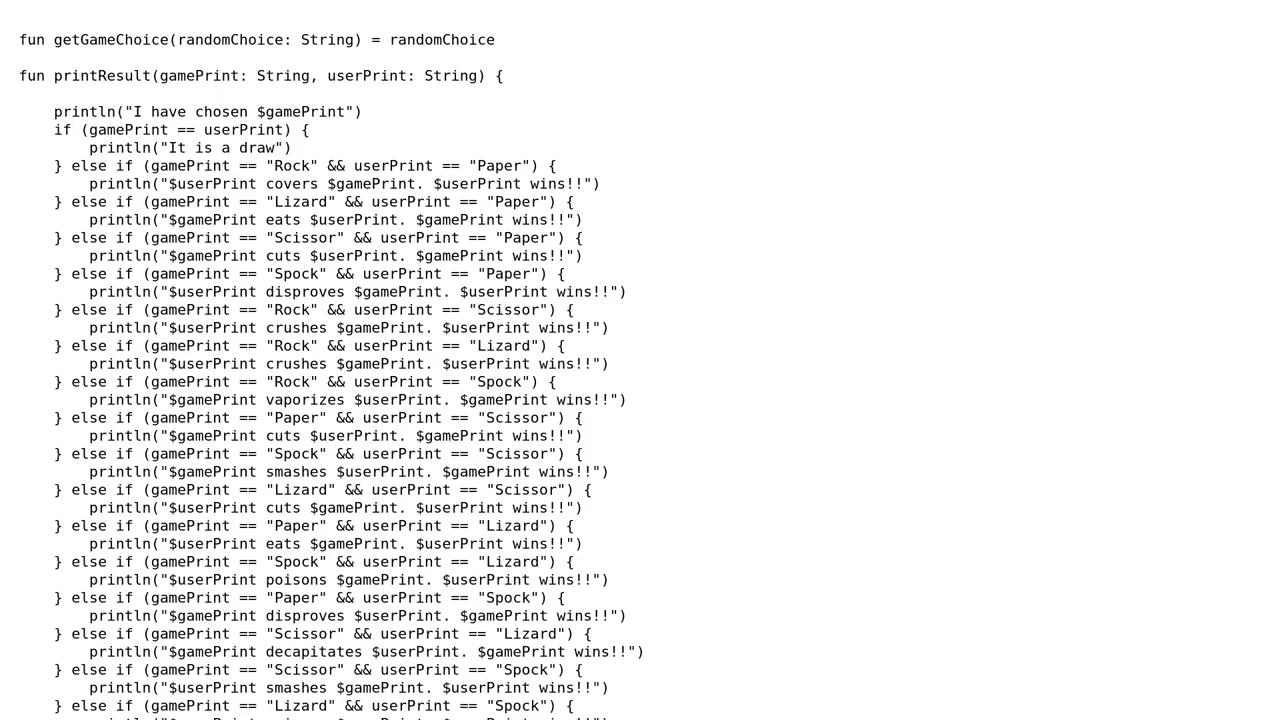 fun getGameChoice(randomChoice: String) = randomChoice
fun printResult(gamePrint: String, userPrint: String) {
println("I have chosen $gamePrint")
if (gamePrint == userPrint) {
println("It is a draw")
} else if (gamePrint == "Rock" && userPrint == "Paper") {
println("$userPrint covers $gamePrint. $userPrint wins!!")
} else if (gamePrint == "Lizard" && userPrint == "Paper") {
println("$gamePrint eats $userPrint. $gamePrint wins!!")
} else if (gamePrint == "Scissor" && userPrint == "Paper") {
println("$gamePrint cuts $userPrint. $gamePrint wins!!")
} else if (gamePrint == "Spock" && userPrint == "Paper") {
println("$userPrint disproves $gamePrint. $userPrint wins!!")
} else if (gamePrint == "Rock" && userPrint == "Scissor") {
println("$userPrint crushes $gamePrint. $userPrint wins!!")
} else if (gamePrint == "Rock" && userPrint == "Lizard") {
println("$userPrint crushes $gamePrint. $userPrint wins!!")
} else if (gamePrint == "Rock" && userPrint == "Spock") {
println("$gamePrint vaporizes $userPrint. $gamePrint wins!!")
} else if (gamePrint == "Paper" && userPrint == "Scissor") {
println("$gamePrint cuts $userPrint. $gamePrint wins!!")
} else if (gamePrint == "Spock" && userPrint == "Scissor") {
println("$gamePrint smashes $userPrint. $gamePrint wins!!")
} else if (gamePrint == "Lizard" && userPrint == "Scissor") {
println("$userPrint cuts $gamePrint. $userPrint wins!!")
} else if (gamePrint == "Paper" && userPrint == "Lizard") {
println("$userPrint eats $gamePrint. $userPrint wins!!")
} else if (gamePrint == "Spock" && userPrint == "Lizard") {
println("$userPrint poisons $gamePrint. $userPrint wins!!")
} else if (gamePrint == "Paper" && userPrint == "Spock") {
println("$gamePrint disproves $userPrint. $gamePrint wins!!")
} else if (gamePrint == "Scissor" && userPrint == "Lizard") {
println("$gamePrint decapitates $userPrint. $gamePrint wins!!")
} else if (gamePrint == "Scissor" && userPrint == "Spock") {
println("$userPrint smashes $gamePrint. $userPrint wins!!")
} else if (gamePrint == "Lizard" && userPrint == "Spock") {